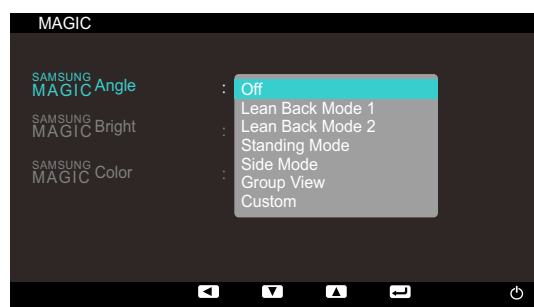 MAGIC
SAMSUNG
MAGIC Angle : Off
Lean Back Mode 1
SAMSUNG
MAGIC Bright : Lean Back Mode 2
Standing Mode
SAMSUNG
MAGIC Color : Side Mode
Group View
Custom